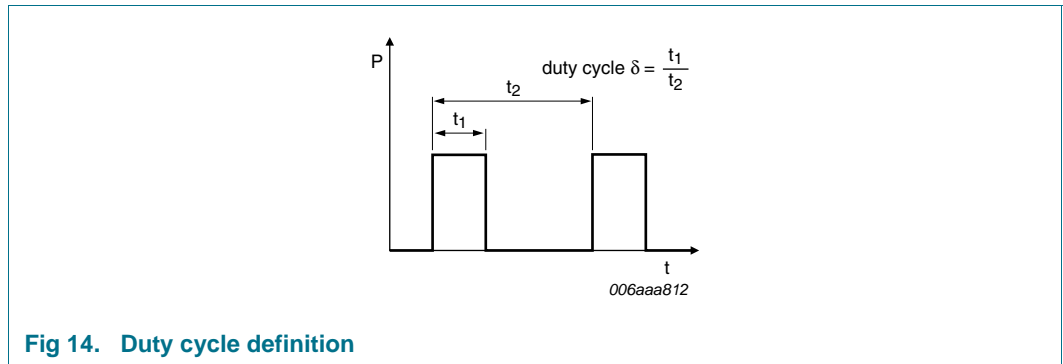 P
duty cycle δ = t1
t2
t2
t1
t
006aaa812
Fig 14. Duty cycle definition